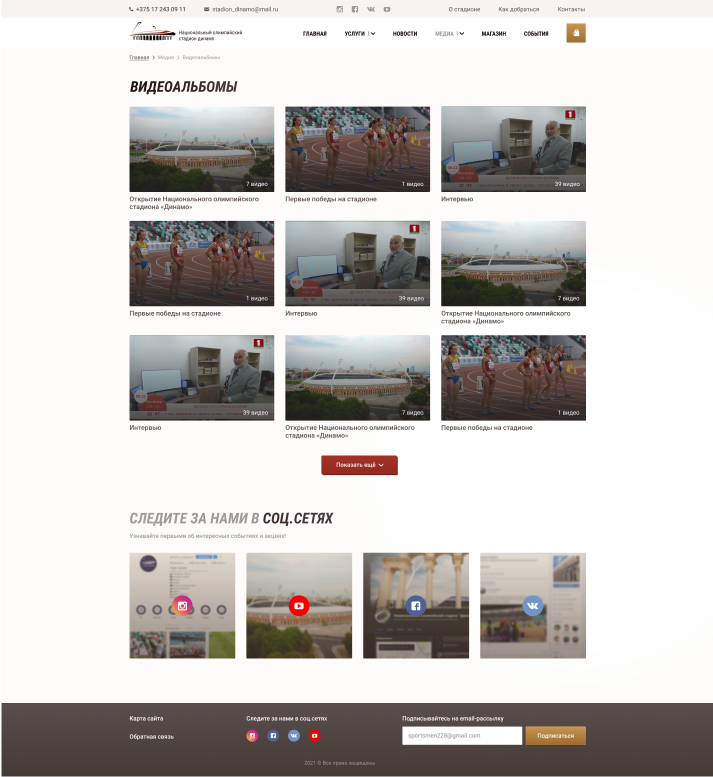 +375 17 243 09 11
stadion_dinamo@mail.ru
О стадионе
Как добраться
Контакты
Национальный олимпийский
стадион динамо
ГЛАВНАЯ
УСЛУГИ
НОВОСТИ
МЕДИА
МАГАЗИН
СОБЫТИЯ
Главная > Медиа > Видеоальбомы
ВИДЕОАЛЬБОМЫ
7 видео
1 видео
39 видео
Открытие Национального олимпийского
стадиона «Динамо»
Первые победы на стадионе
Интервью
1 видео
39 видео
7 видео
Первые победы на стадионе
Интервью
Открытие Национального олимпийского
стадиона «Динамо»
39 видео
7 видео
1 видео
Интервью
Открытие Национального олимпийского
стадиона «Динамо»
Первые победы на стадионе
Показать ещё
СЛЕДИТЕ ЗА НАМИ В СОЦ.СЕТЯХ
Узнавайте первыми об интересных событиях и акциях!
Карта сайта
Обратная связь
Следите за нами в соц.сетях
Подписывайтесь на email-рассылку
sportsmen228@gmail.com
Подписаться
2021 © Все права защищены